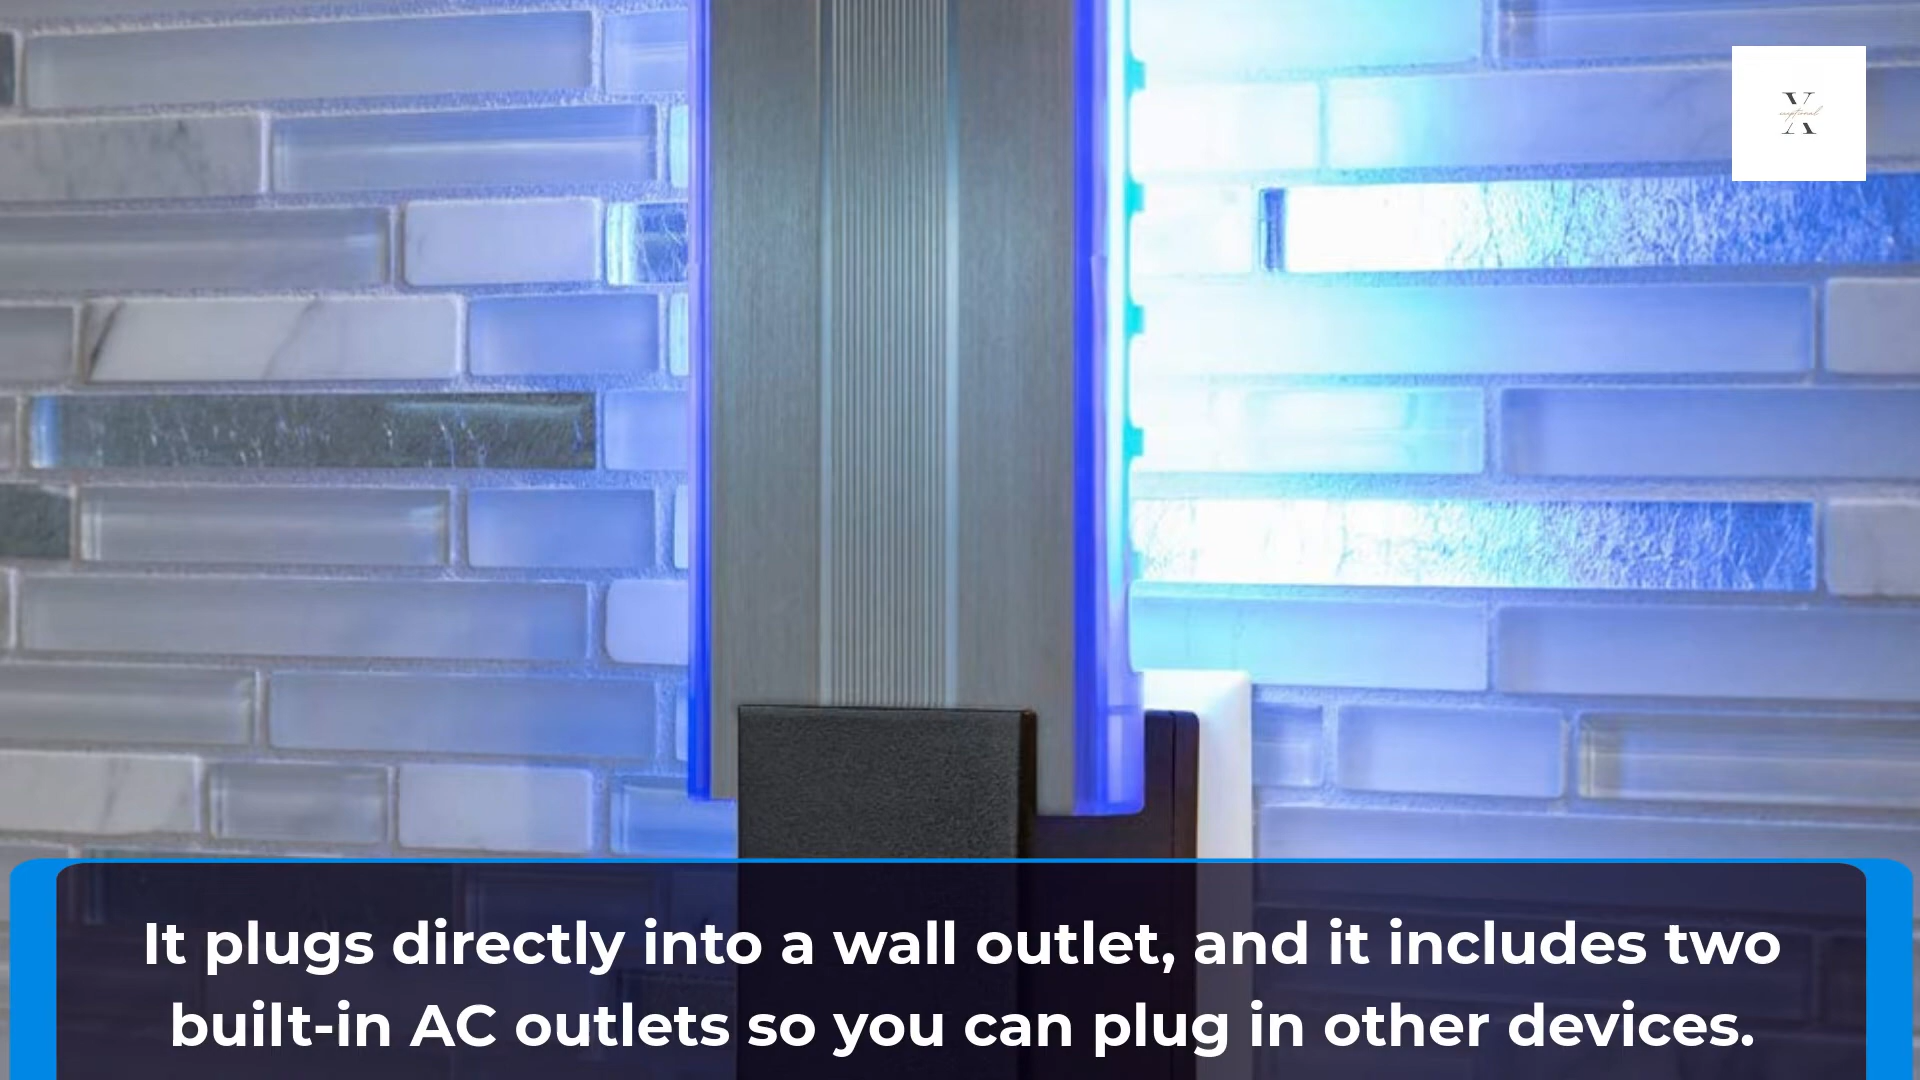 X
It plugs directly into a wall outlet, and it includes two
built-in AC outlets so you can plug in other devices.